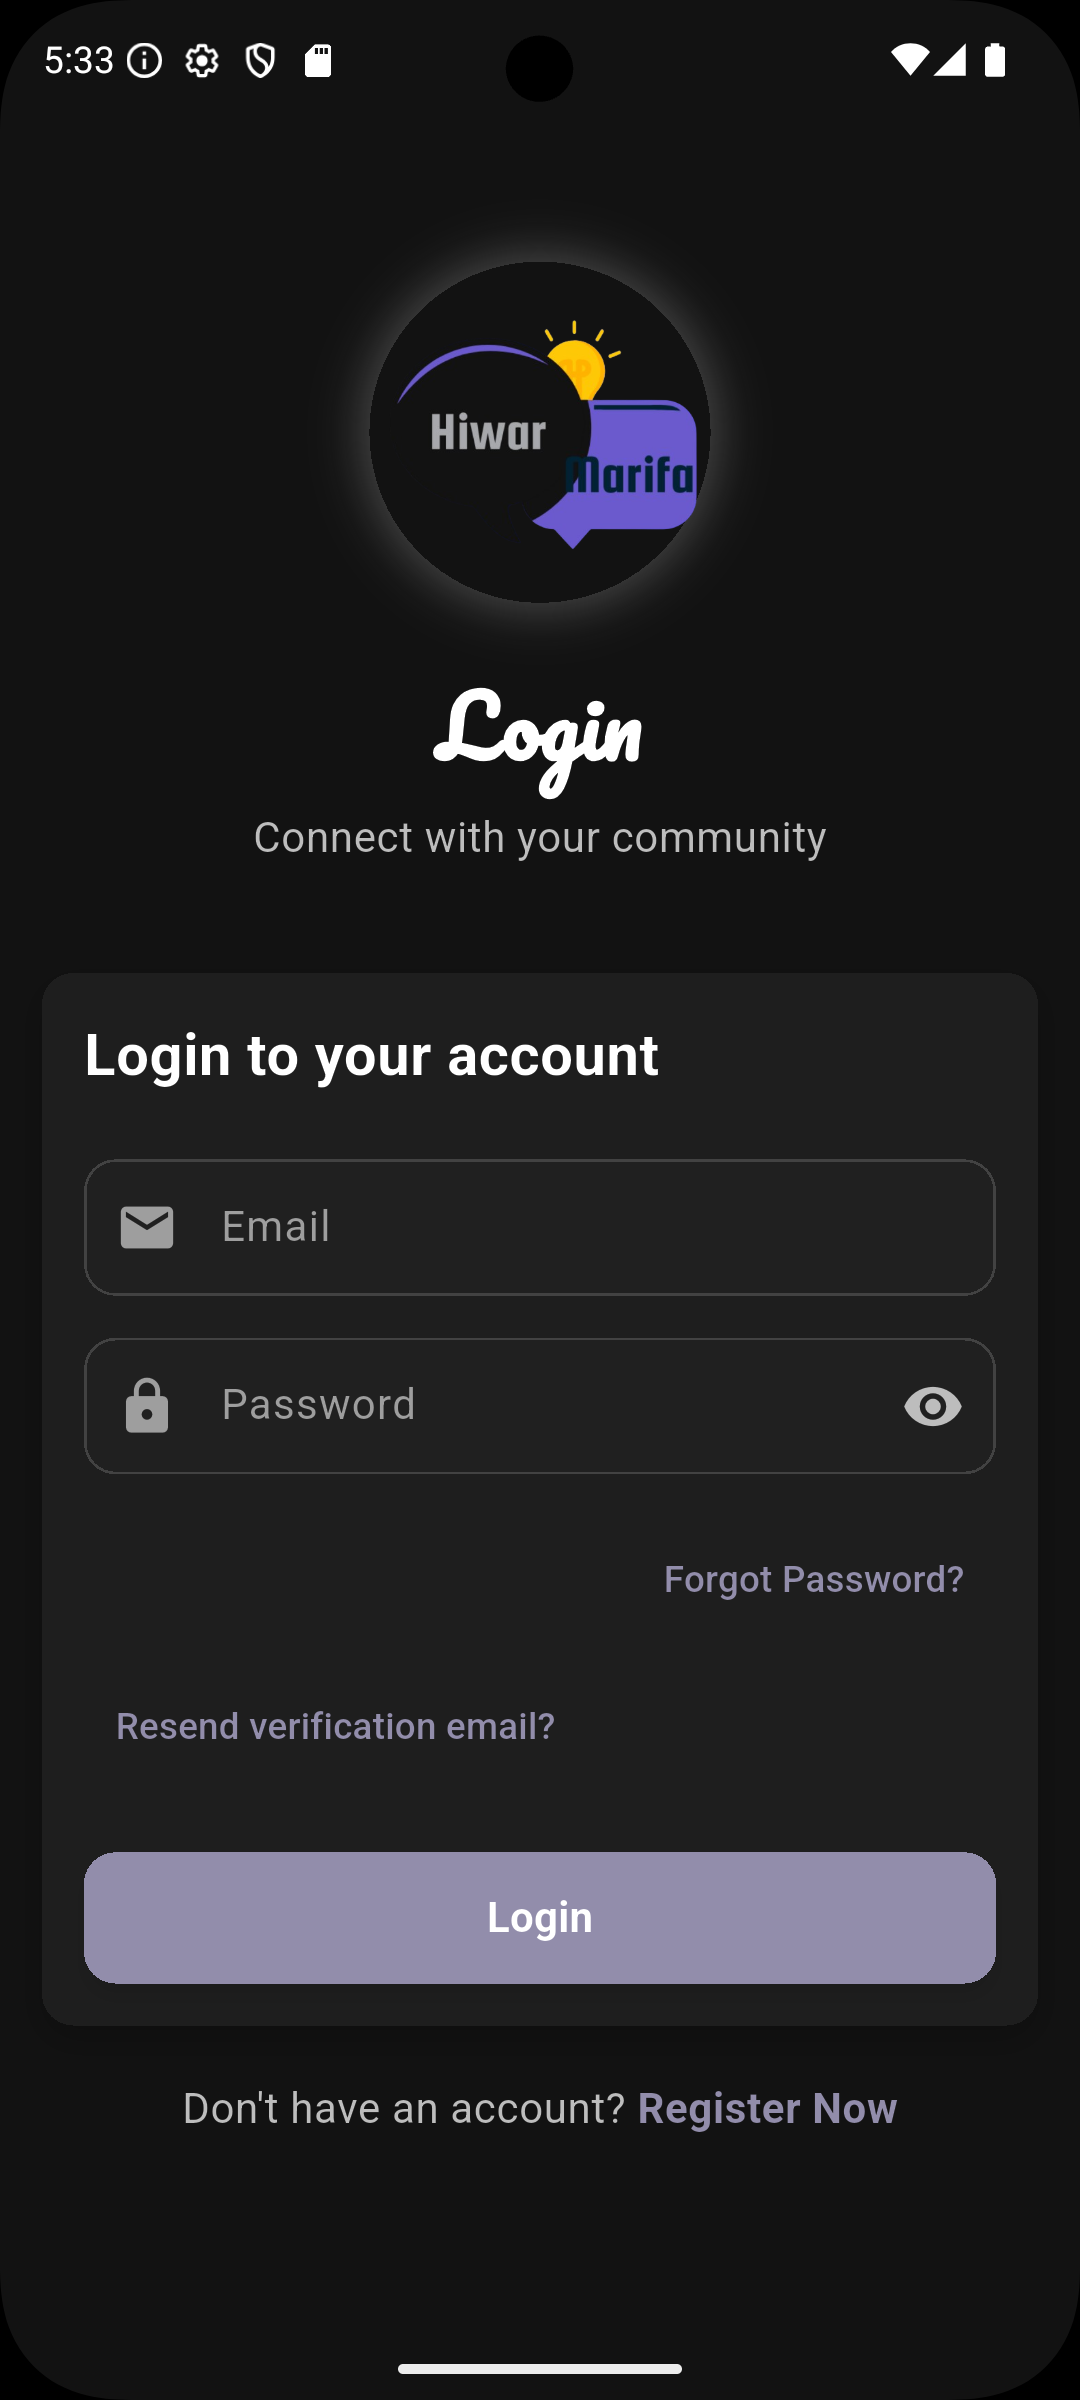 5:33
Hiwar
Marifa
Login
Connect with your community
Login to your account
Email
Password
Forgot Password?
Resend verification email?
Login
Don't have an account? Register Now